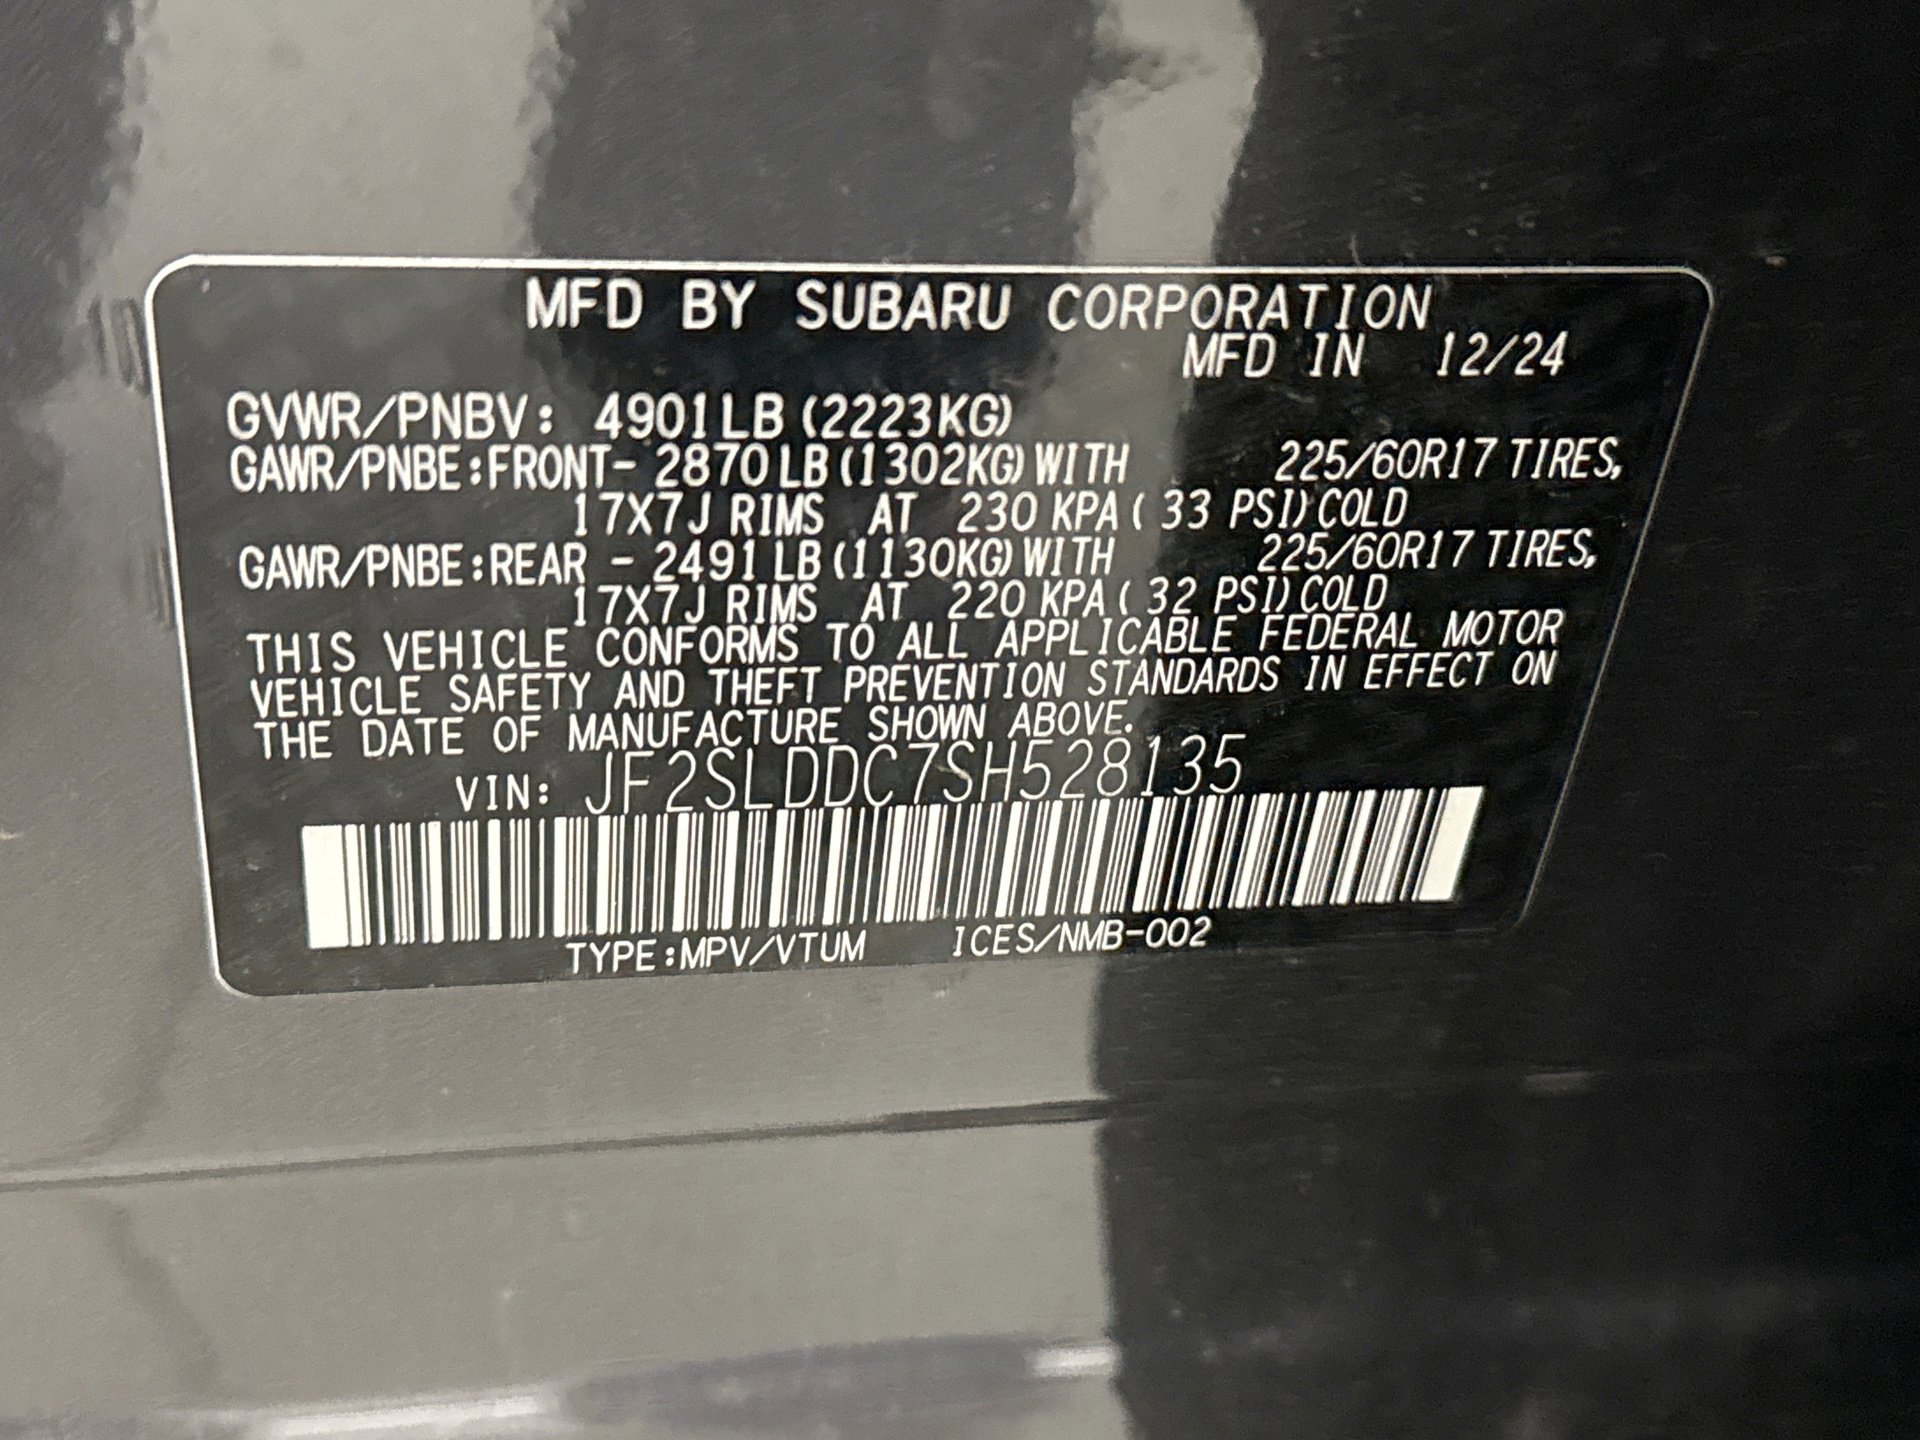 MFD BY SUBARU CORPORATION
MFD IN 12/24
GVWR/PNBV: 4901LB (2223KG)
GAWR/PNBE:FRONT- 2870LB(1302KG)WITH 225/60R17 TIRES,
17X7J RIMS AT 230 KPA( 33 PSI)COLD
GAWR/PNBE:REAR - 2491LB(1130KG)WITH 225/60R17 TIRES,
17X7J RIMS AT 220 KPA( 32 PSI)COLD
THIS VEHICLE CONFORMS TO ALL APPLICABLE FEDERAL MOTOR
VEHICLE SAFETY AND THEFT PREVENTION STANDARDS IN EFFECT ON
THE DATE OF MANUFACTURE SHOWN ABOVE.
VIN: JF2SLDDC7SH528135
TYPE:MPV/VTUM ICES/NMB-002